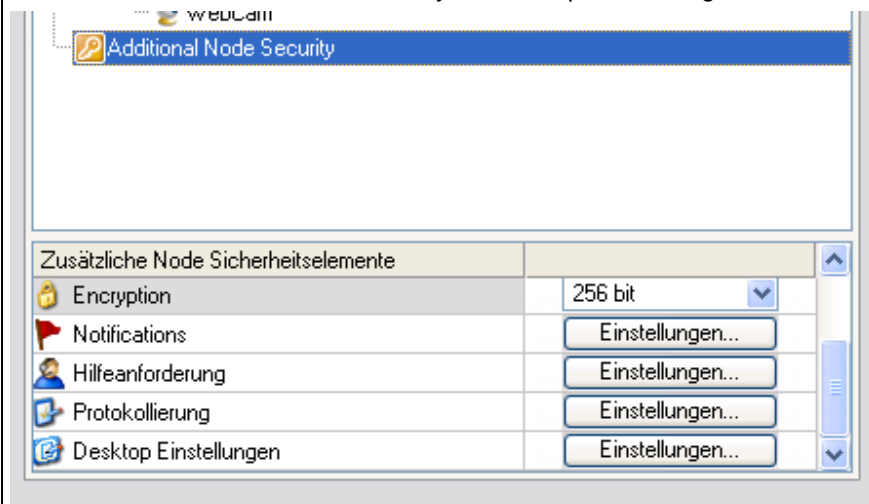 webcam
Additional Node Security
Zusätzliche Node Sicherheitselemente
Encryption 256 bit
Notifications Einstellungen...
Hilfeanforderung Einstellungen...
Protokollierung Einstellungen...
Desktop Einstellungen Einstellungen...